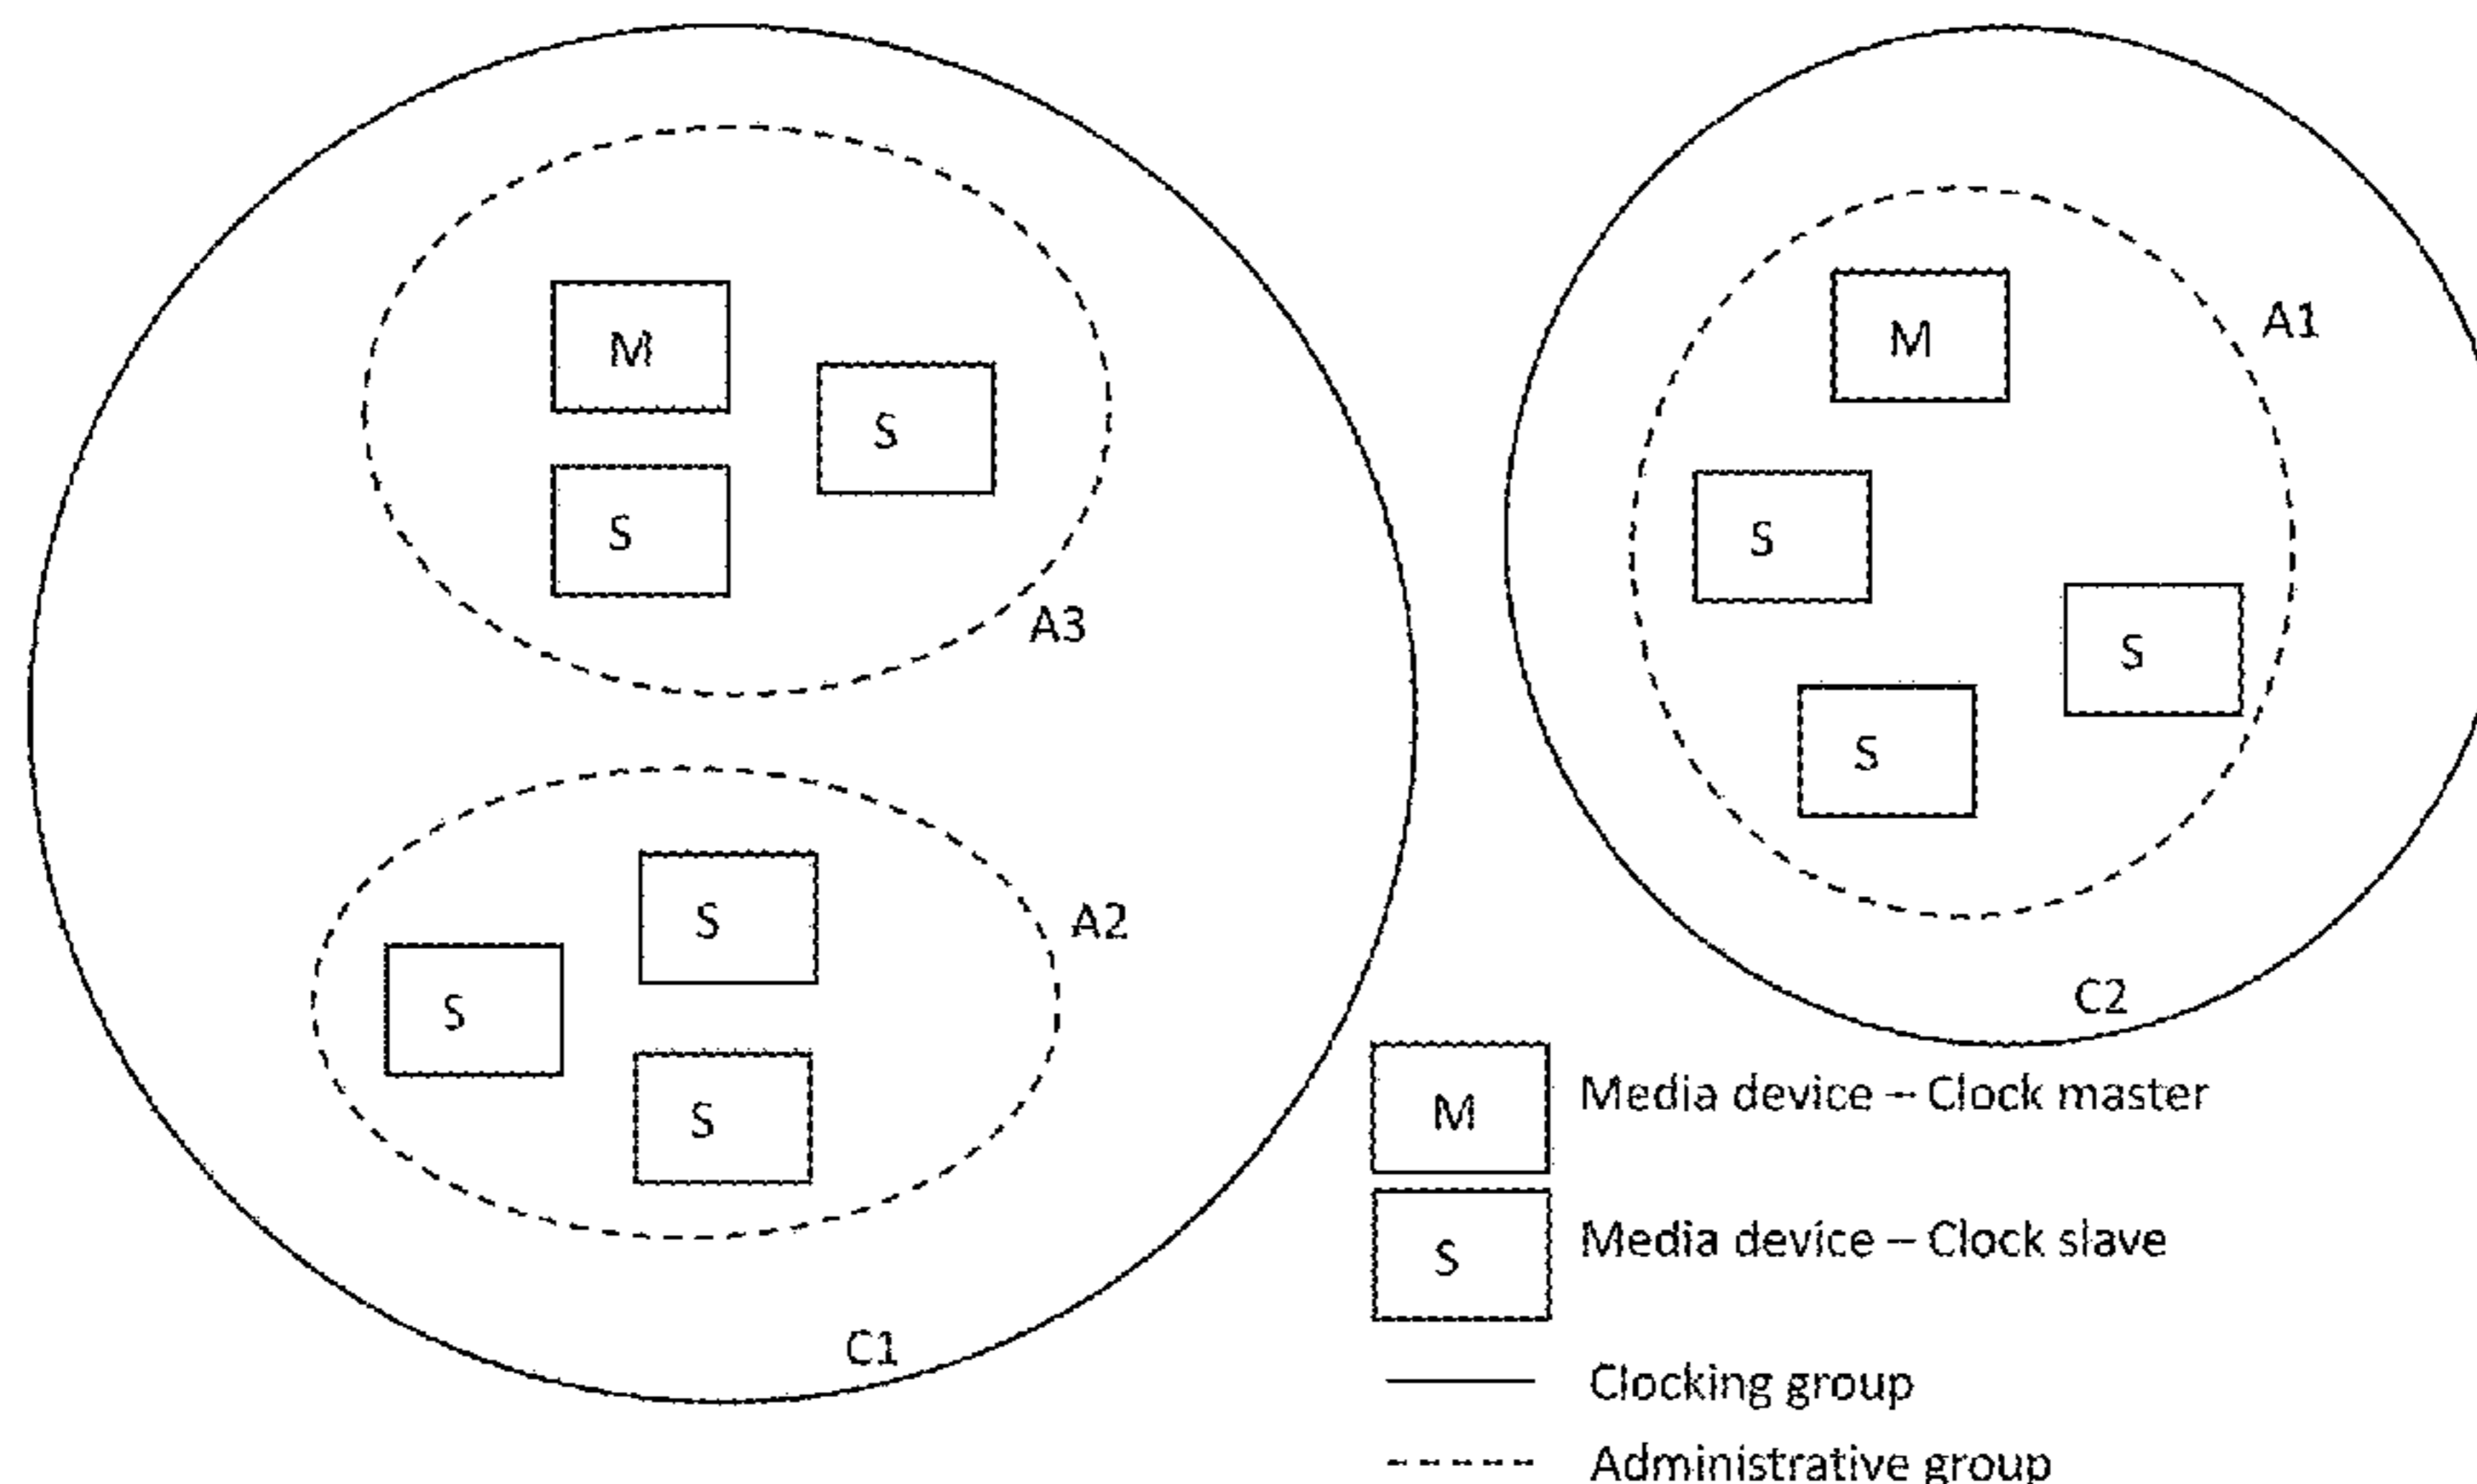 M
S
S
A3
S
A2
S
S
C1
M
A1
S
S
S
C2
M Media device – Clock master
S Media device – Clock slave
Clocking group
Administrative group